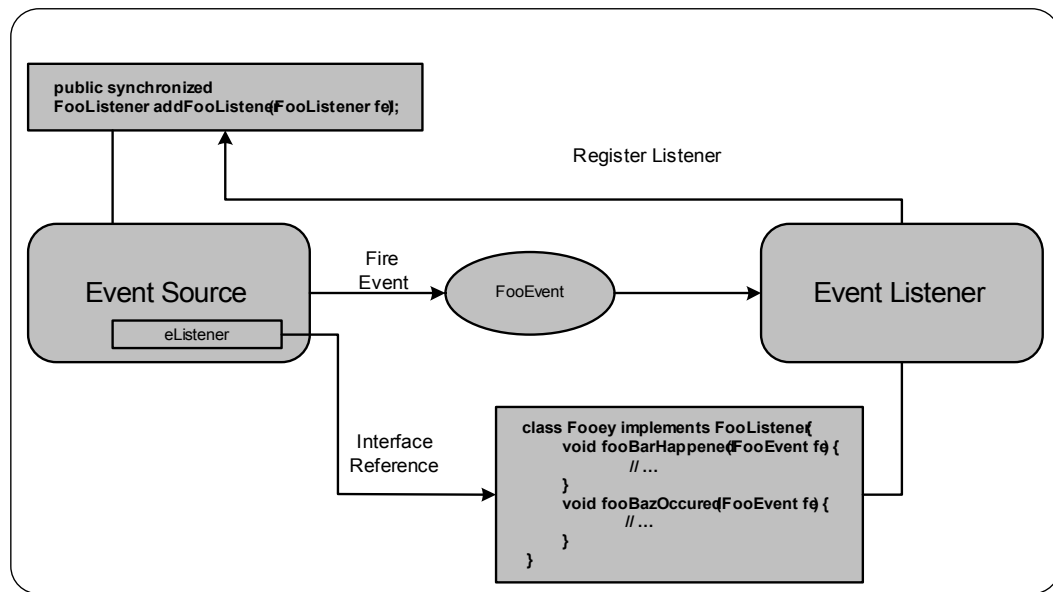 public synchronized
FooListener addFooListener(FooListener fel);
Register Listener
Fire
Event
FooEvent
Event Source
eListener
Event Listener
Interface
Reference
class Fooey implements FooListener{
void fooBarHappened(FooEvent fe) {
// …
}
void fooBazOccured(FooEvent fe) {
// …
}
}